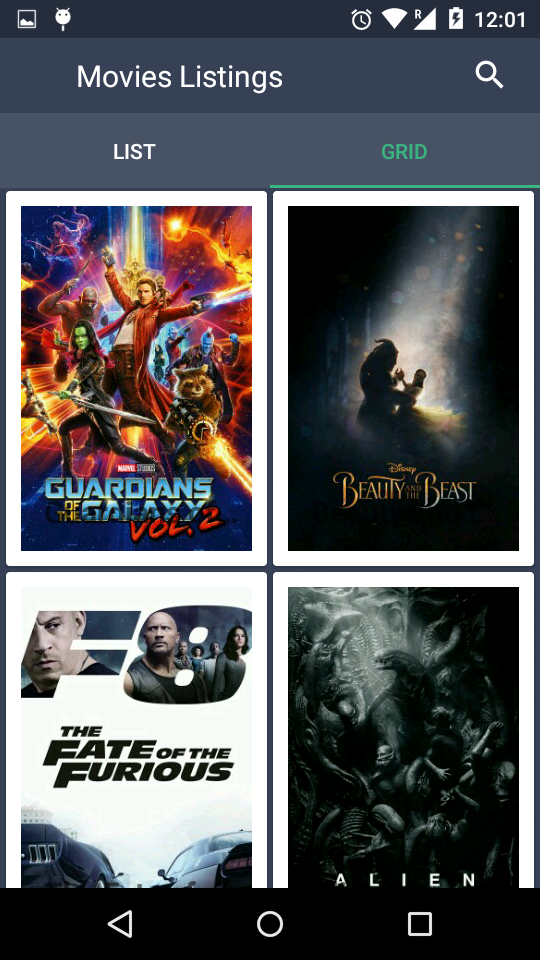 R 12:01
Movies Listings
LIST GRID
MARVEL STUDIOS
GUARDIANS
OF THE GALAXY
VOL. 2
Disney
BEAUTY AND THE BEAST
F8
THE
FATE OF THE
FURIOUS
ALIEN